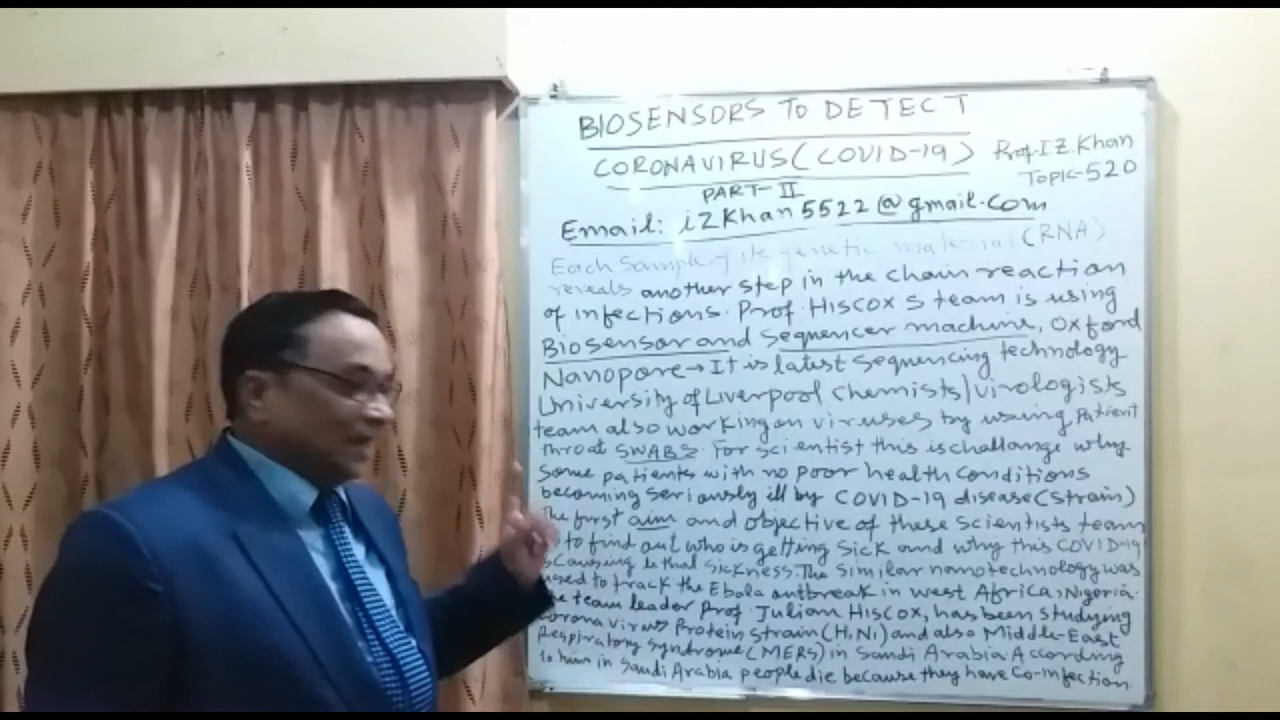 BIOSENSORS TO DETECT
CORONAVIRUS (COVID-19)
Prof. I.Z. Khan
TOPIC-520
PART-II
Email: iZKhan5522@gmail.com
Each Sample of its genetic material (RNA)
reveals another step in the chain reaction
of infections. Prof. Hiscox s team is using
Biosensor and Sequencer machine, Oxford
Nanopore → It is latest sequencing technology
University of Liverpool chemists/virologists
team also working on viruses by using Patient
throat SWABS. For scientist this is challange why
Some patients with no poor health conditions
becoming seriously ill by COVID-19 disease (strain)
The first aim and objective of these scientists team
to find out who is getting sick and why this COVID-19
causing lethal sickness. The similar nanotechnology was
used to track the Ebola outbreak in west Africa, Nigeria.
team leader Prof. Julian Hiscox, has been studying
corona virus Protein strain (H1N1) and also Middle-East
Respiratory syndrome (MERS) in Saudi Arabia. According
to him in Saudi Arabia people die because they have Co-infection.